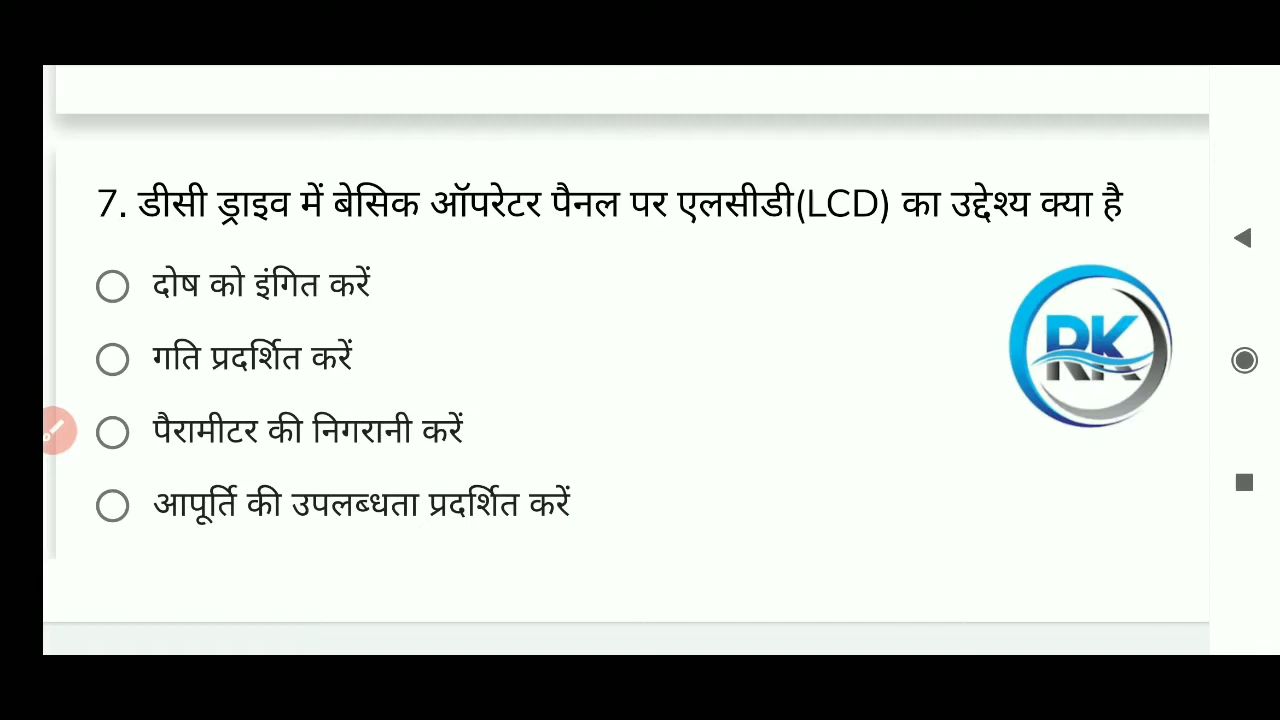 7. डीसी ड्राइव में बेसिक ऑपरेटर पैनल पर एलसीडी(LCD) का उद्देश्य क्या है
दोष को इंगित करें
गति प्रदर्शित करें
पैरामीटर की निगरानी करें
आपूर्ति की उपलब्धता प्रदर्शित करें
RK